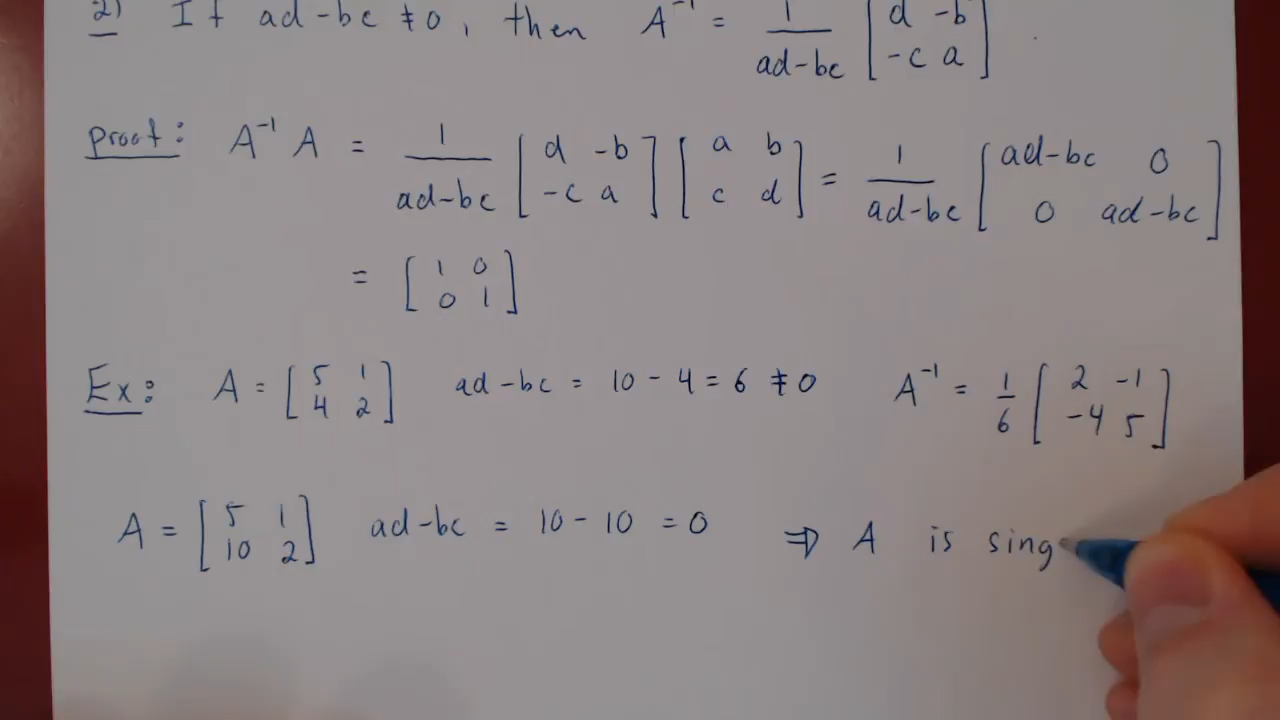 2) If ad-bc ≠ 0, then A⁻¹ = 1/(ad-bc) [d -b; -c a]
Proof: A⁻¹ A = 1/(ad-bc) [d -b; -c a] [a b; c d] = 1/(ad-bc) [ad-bc 0; 0 ad-bc]
= [1 0; 0 1]
Ex: A = [5 1; 4 2] ad-bc = 10 - 4 = 6 ≠ 0 A⁻¹ = 1/6 [2 -1; -4 5]
A = [5 1; 10 2] ad-bc = 10 - 10 = 0 ⇒ A is sing